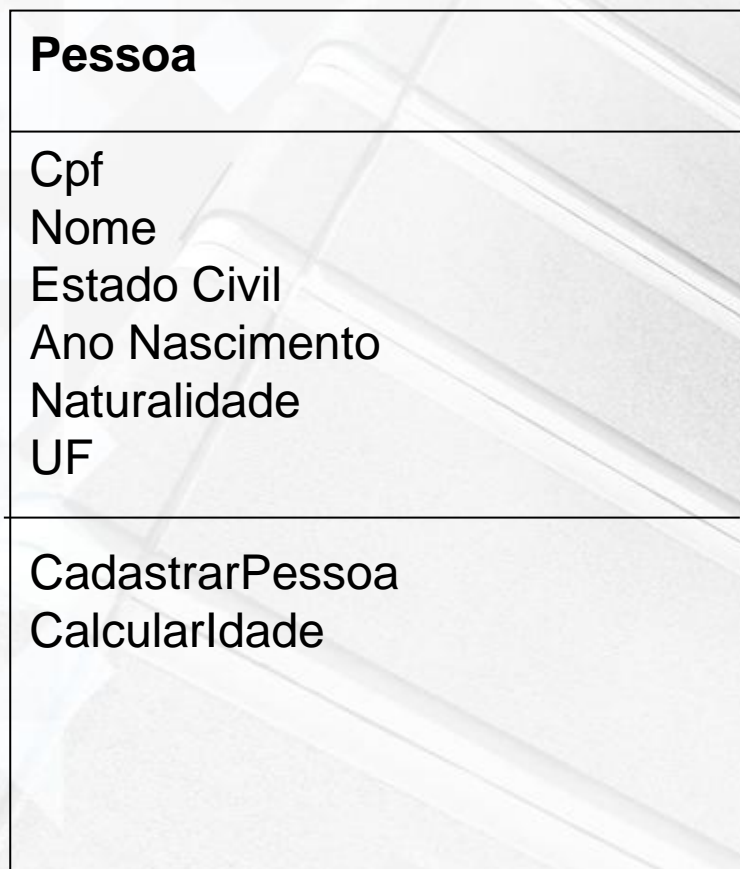 Pessoa
Cpf
Nome
Estado Civil
Ano Nascimento
Naturalidade
UF
CadastrarPessoa
CalcularIdade